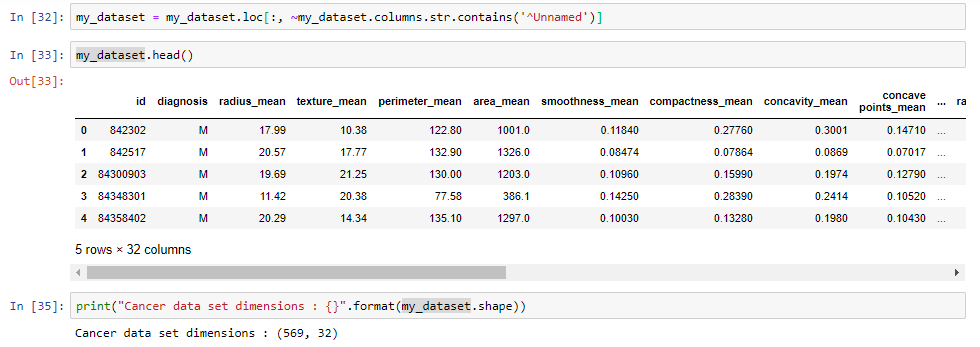 In [32]: my_dataset = my_dataset.loc[:, ~my_dataset.columns.str.contains('^Unnamed')]
In [33]: my_dataset.head()
Out[33]:
id diagnosis radius_mean texture_mean perimeter_mean area_mean smoothness_mean compactness_mean concavity_mean concave points_mean ... ra
0 842302 M 17.99 10.38 122.80 1001.0 0.11840 0.27760 0.3001 0.14710 ...
1 842517 M 20.57 17.77 132.90 1326.0 0.08474 0.07864 0.0869 0.07017 ...
2 84300903 M 19.69 21.25 130.00 1203.0 0.10960 0.15990 0.1974 0.12790 ...
3 84348301 M 11.42 20.38 77.58 386.1 0.14250 0.28390 0.2414 0.10520 ...
4 84358402 M 20.29 14.34 135.10 1297.0 0.10030 0.13280 0.1980 0.10430 ...
5 rows × 32 columns
In [35]: print("Cancer data set dimensions : {}".format(my_dataset.shape))
Cancer data set dimensions : (569, 32)